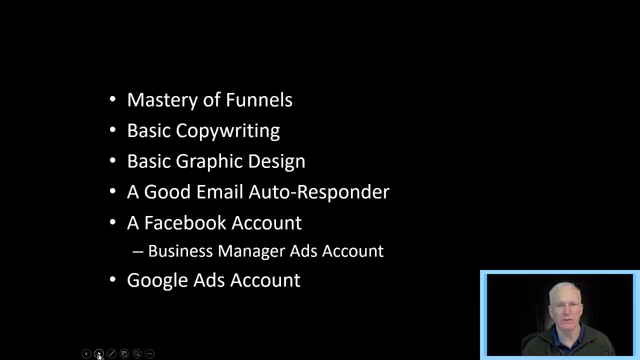 • Mastery of Funnels
• Basic Copywriting
• Basic Graphic Design
• A Good Email Auto-Responder
• A Facebook Account
– Business Manager Ads Account
• Google Ads Account